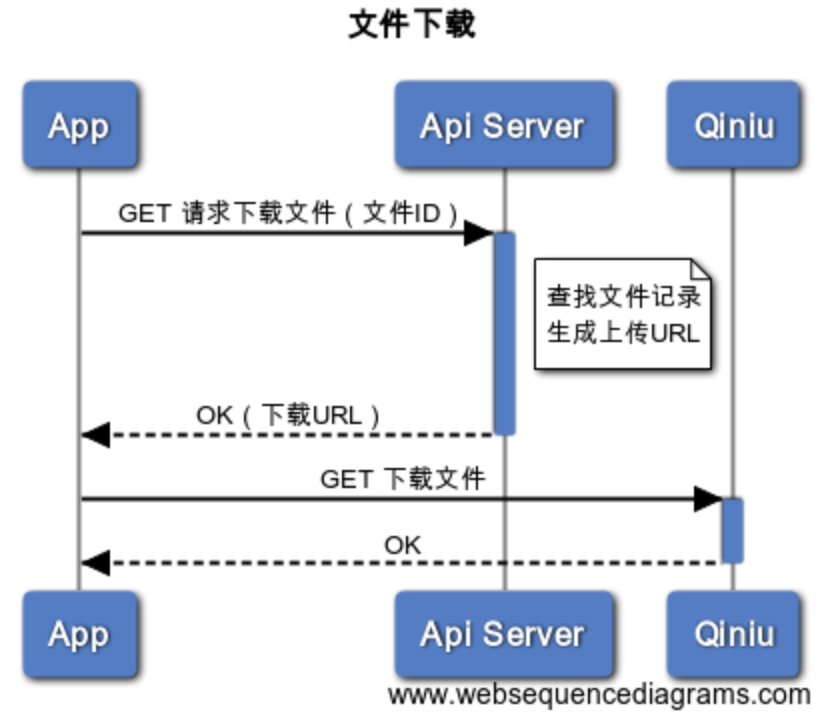 文件下载
App
Api Server
Qiniu
GET 请求下载文件（文件ID）
查找文件记录
生成上传URL
OK（下载URL）
GET 下载文件
OK
App
Api Server
Qiniu
www.websequencediagrams.com